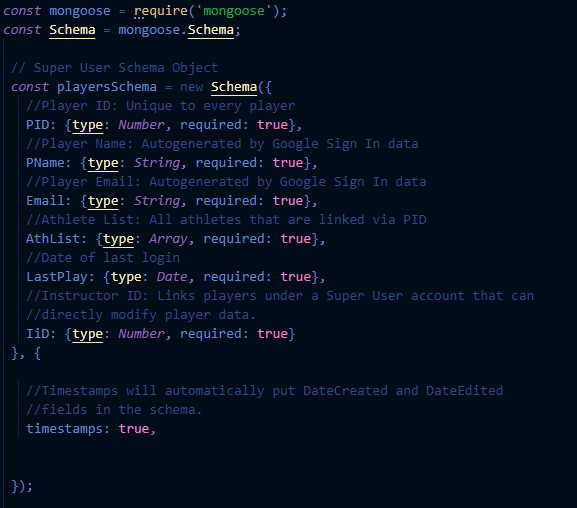 const mongoose = require('mongoose');
const Schema = mongoose.Schema;
// Super User Schema Object
const playersSchema = new Schema({
//Player ID: Unique to every player
PID: {type: Number, required: true},
//Player Name: Autogenerated by Google Sign In data
PName: {type: String, required: true},
//Player Email: Autogenerated by Google Sign In data
Email: {type: String, required: true},
//Athlete List: All athletes that are linked via PID
AthList: {type: Array, required: true},
//Date of last login
LastPlay: {type: Date, required: true},
//Instructor ID: Links players under a Super User account that can
//directly modify player data.
IiD: {type: Number, required: true}
}, {
//Timestamps will automatically put DateCreated and DateEdited
//fields in the schema.
timestamps: true,
});